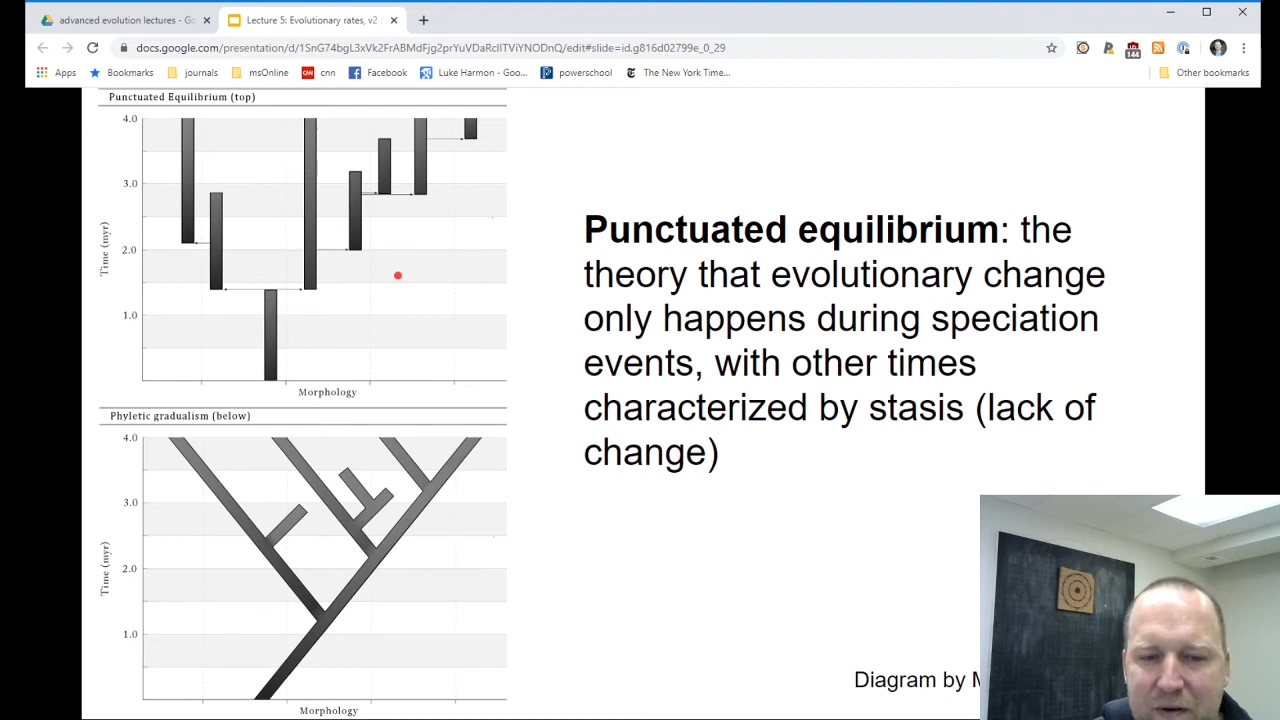 advanced evolution lectures - Go
Lecture 5: Evolutionary rates, v2
docs.google.com/presentation/d/1SnG74bgL3xVk2FrABMdFjg2prYuVDaRcIiTViYNODnQ/edit#slide=id.g816d02799e_0_29
144
Apps
Bookmarks
journals
msOnline
cnn
Facebook
Luke Harmon - Goo...
powerschool
The New York Time...
Other bookmarks
Punctuated Equilibrium (top)
4.0
3.0
2.0
1.0
Time (myr)
Morphology
Phyletic gradualism (below)
4.0
3.0
2.0
1.0
Time (myr)
Morphology
Punctuated equilibrium: the
theory that evolutionary change
only happens during speciation
events, with other times
characterized by stasis (lack of
change)
Diagram by